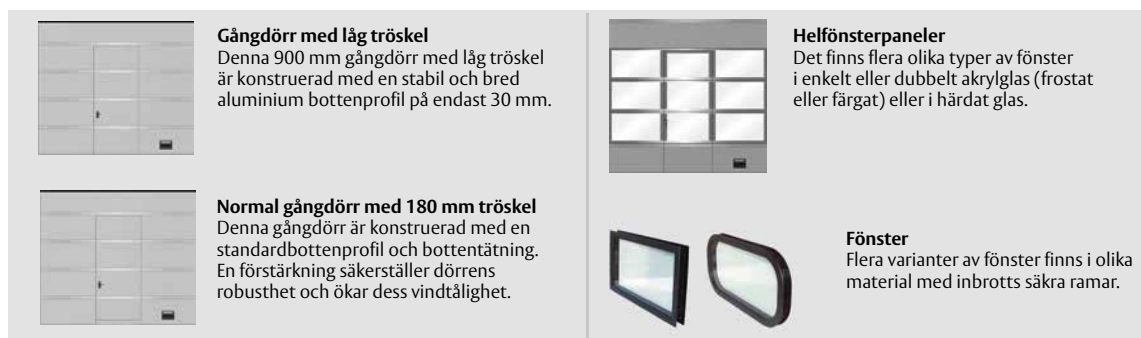 Gångdörr med låg tröskel
Denna 900 mm gångdörr med låg tröskel
är konstruerad med en stabil och bred
aluminium bottenprofil på endast 30 mm.
Normal gångdörr med 180 mm tröskel
Denna gångdörr är konstruerad med en
standardbottenprofil och bottentätning.
En förstärkning säkerställer dörrens
robusthet och ökar dess vindtålighet.
Helfönsterpaneler
Det finns flera olika typer av fönster
i enkelt eller dubbelt akrylglas (frostat
eller färgat) eller i härdat glas.
Fönster
Flera varianter av fönster finns i olika
material med inbrotts säkra ramar.